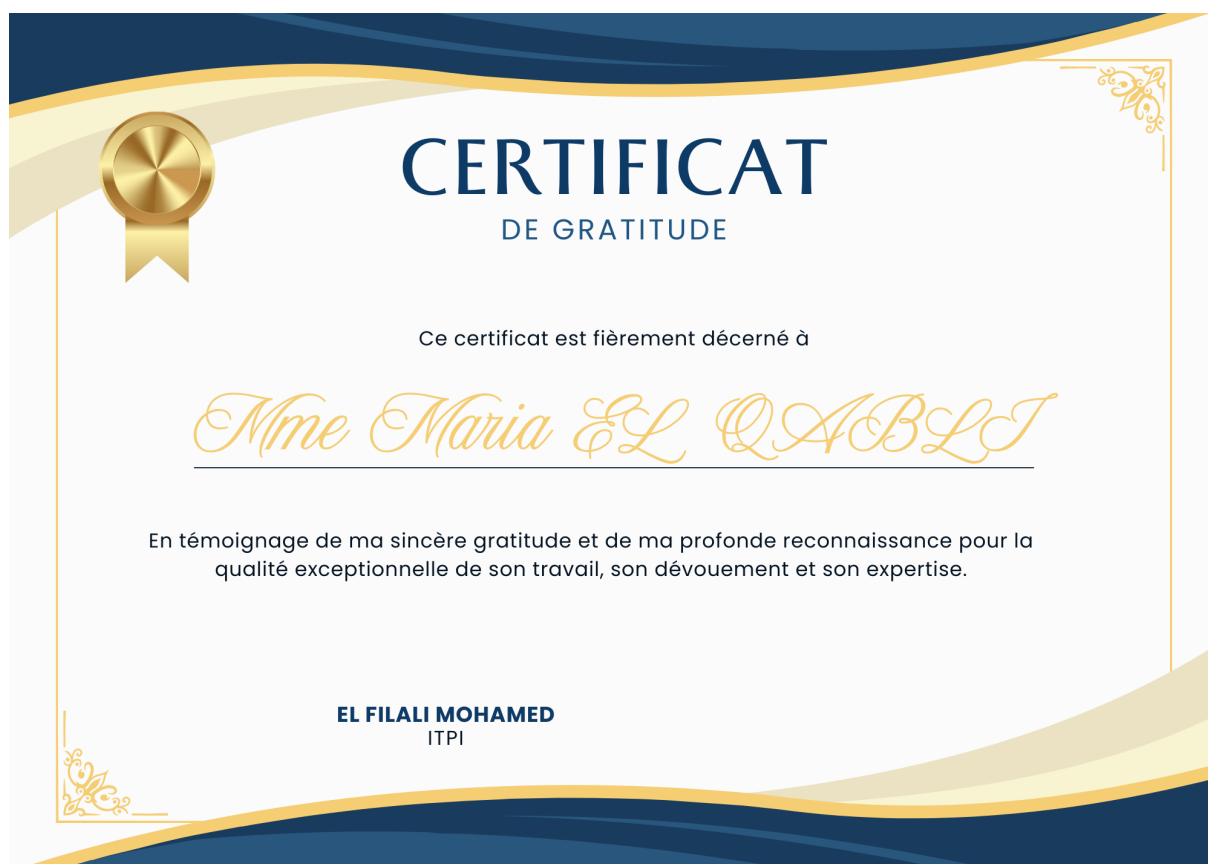 CERTIFICAT
DE GRATITUDE
Ce certificat est fièrement décerné à
Mme Maria EL QABLI
En témoignage de ma sincère gratitude et de ma profonde reconnaissance pour la
qualité exceptionnelle de son travail, son dévouement et son expertise.
EL FILALI MOHAMED
ITPI